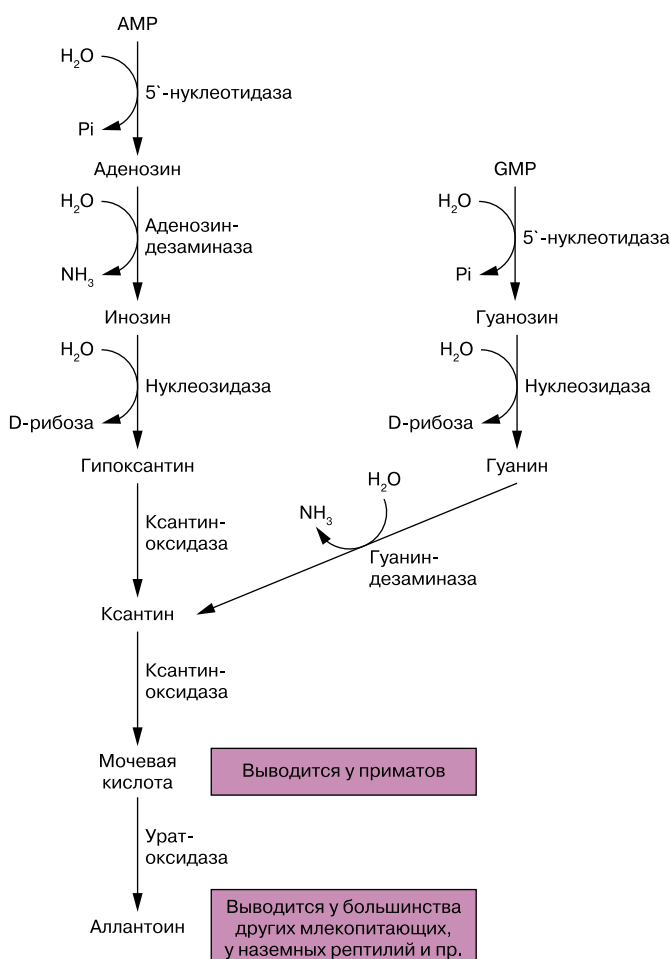 AMP
H₂O
5`-нуклеотидаза
Pi
Аденозин
H₂O
Аденозин-
дезаминаза
NH₃
Инозин
H₂O
Нуклеозидаза
D-рибоза
Гипоксантин
Ксантин-
оксидаза
GMP
H₂O
5`-нуклеотидаза
Pi
Гуанозин
H₂O
Нуклеозидаза
D-рибоза
Гуанин
H₂O
NH₃
Гуанин-
дезаминаза
Ксантин
Ксантин-
оксидаза
Мочевая
кислота
Выводится у приматов
Урат-
оксидаза
Аллантоин
Выводится у большинства
других млекопитающих,
у наземных рептилий и пр.